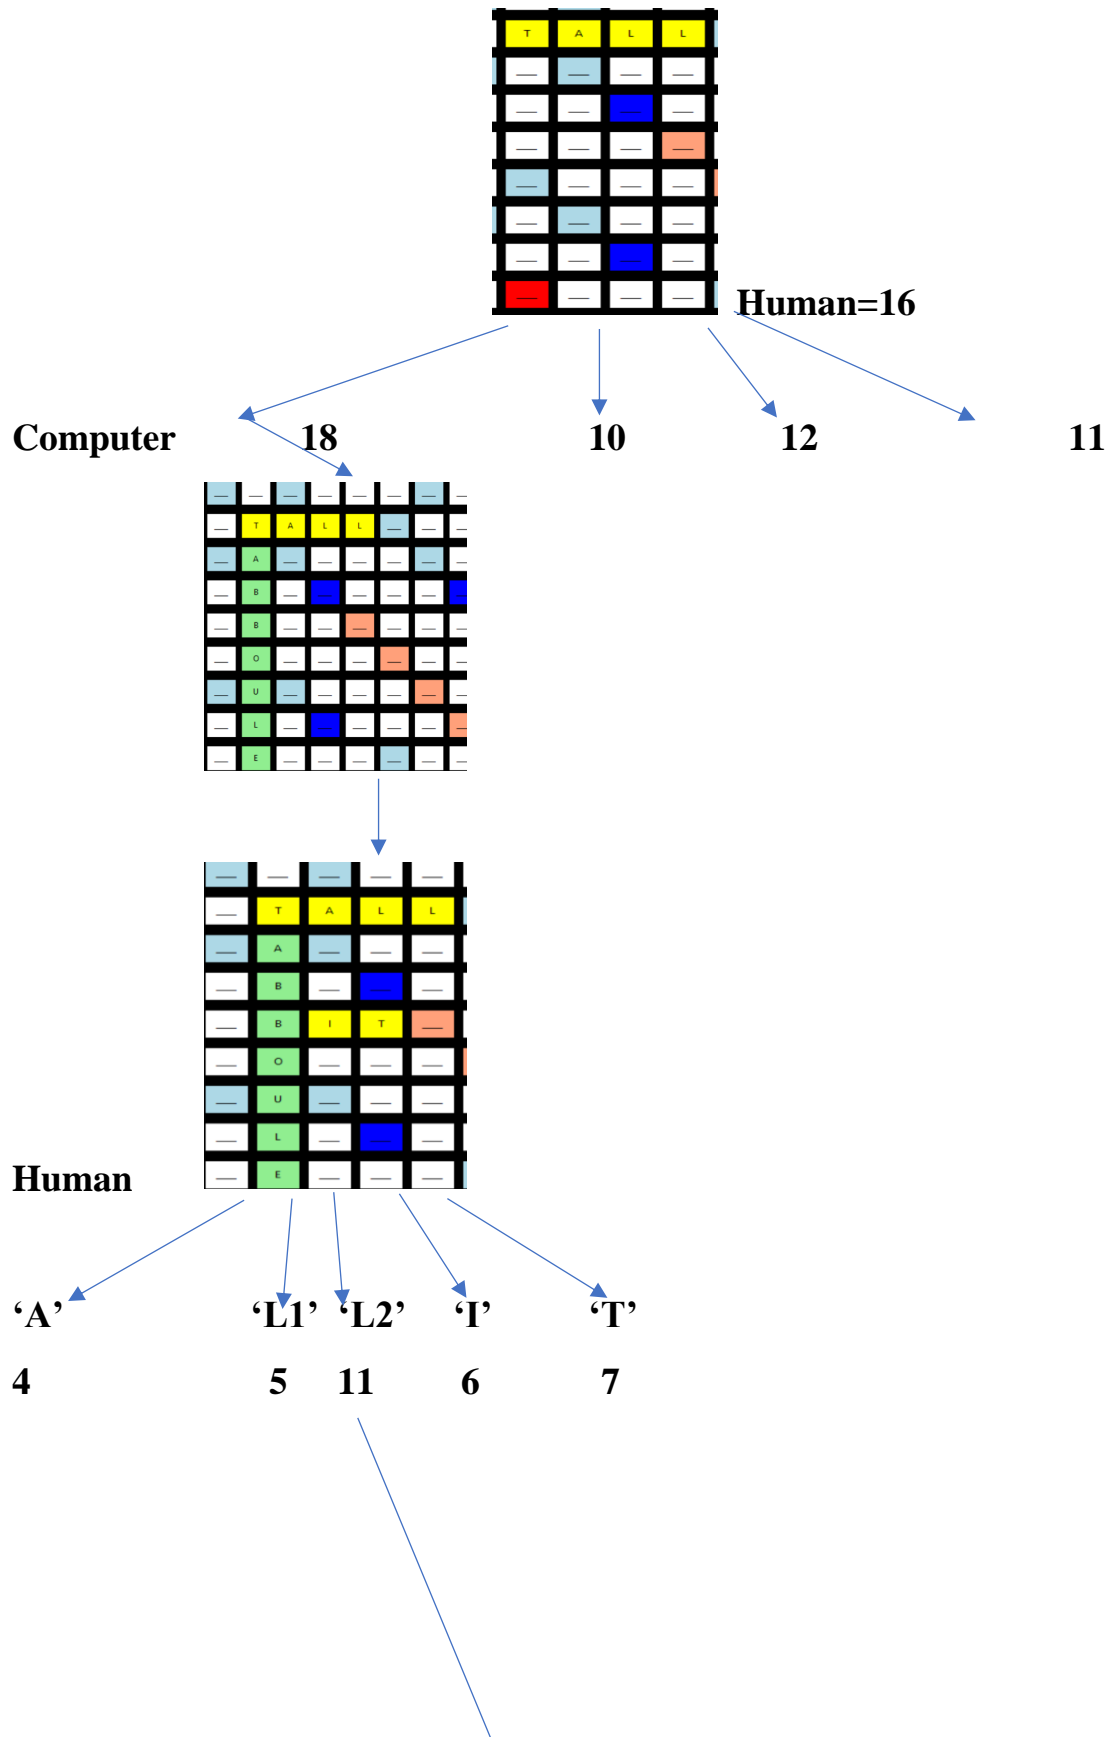 T A L L
Human=16
Computer 18 10 12 11
T A L L
A
B
B
O
U
L
E
T A L L
A
B
B I T
O
U
L
E
Human
‘A’ ‘L1’ ‘L2’ ‘I’ ‘T’
4 5 11 6 7